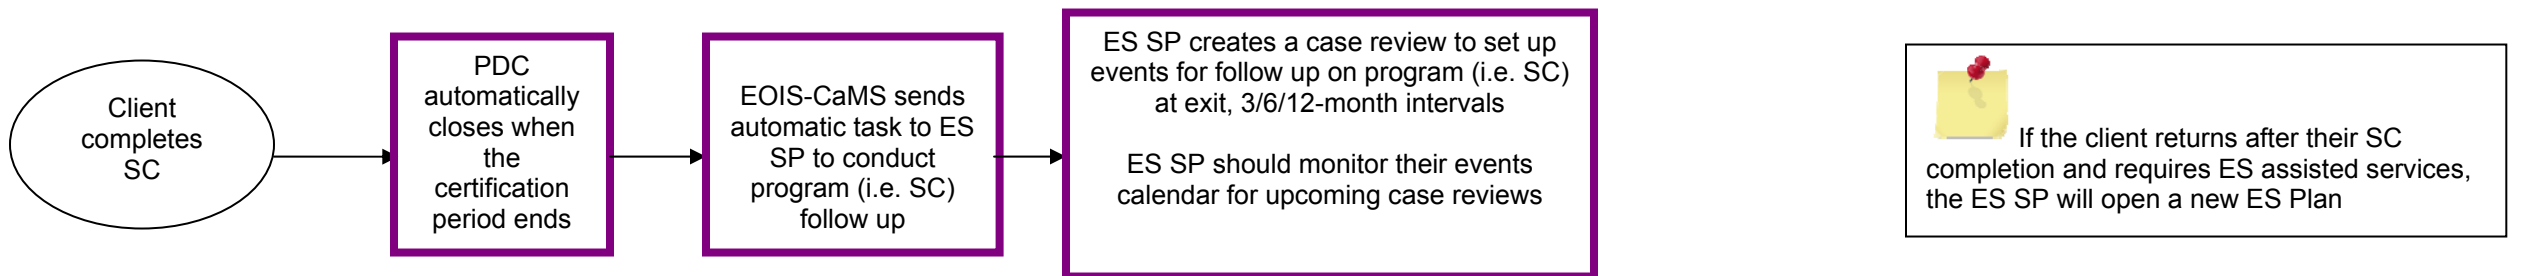 Client
completes
SC
PDC
automatically
closes when
the
certification
period ends
EOIS-CaMS sends
automatic task to ES
SP to conduct
program (i.e. SC)
follow up
ES SP creates a case review to set up
events for follow up on program (i.e. SC)
at exit, 3/6/12-month intervals
ES SP should monitor their events
calendar for upcoming case reviews
If the client returns after their SC
completion and requires ES assisted services,
the ES SP will open a new ES Plan